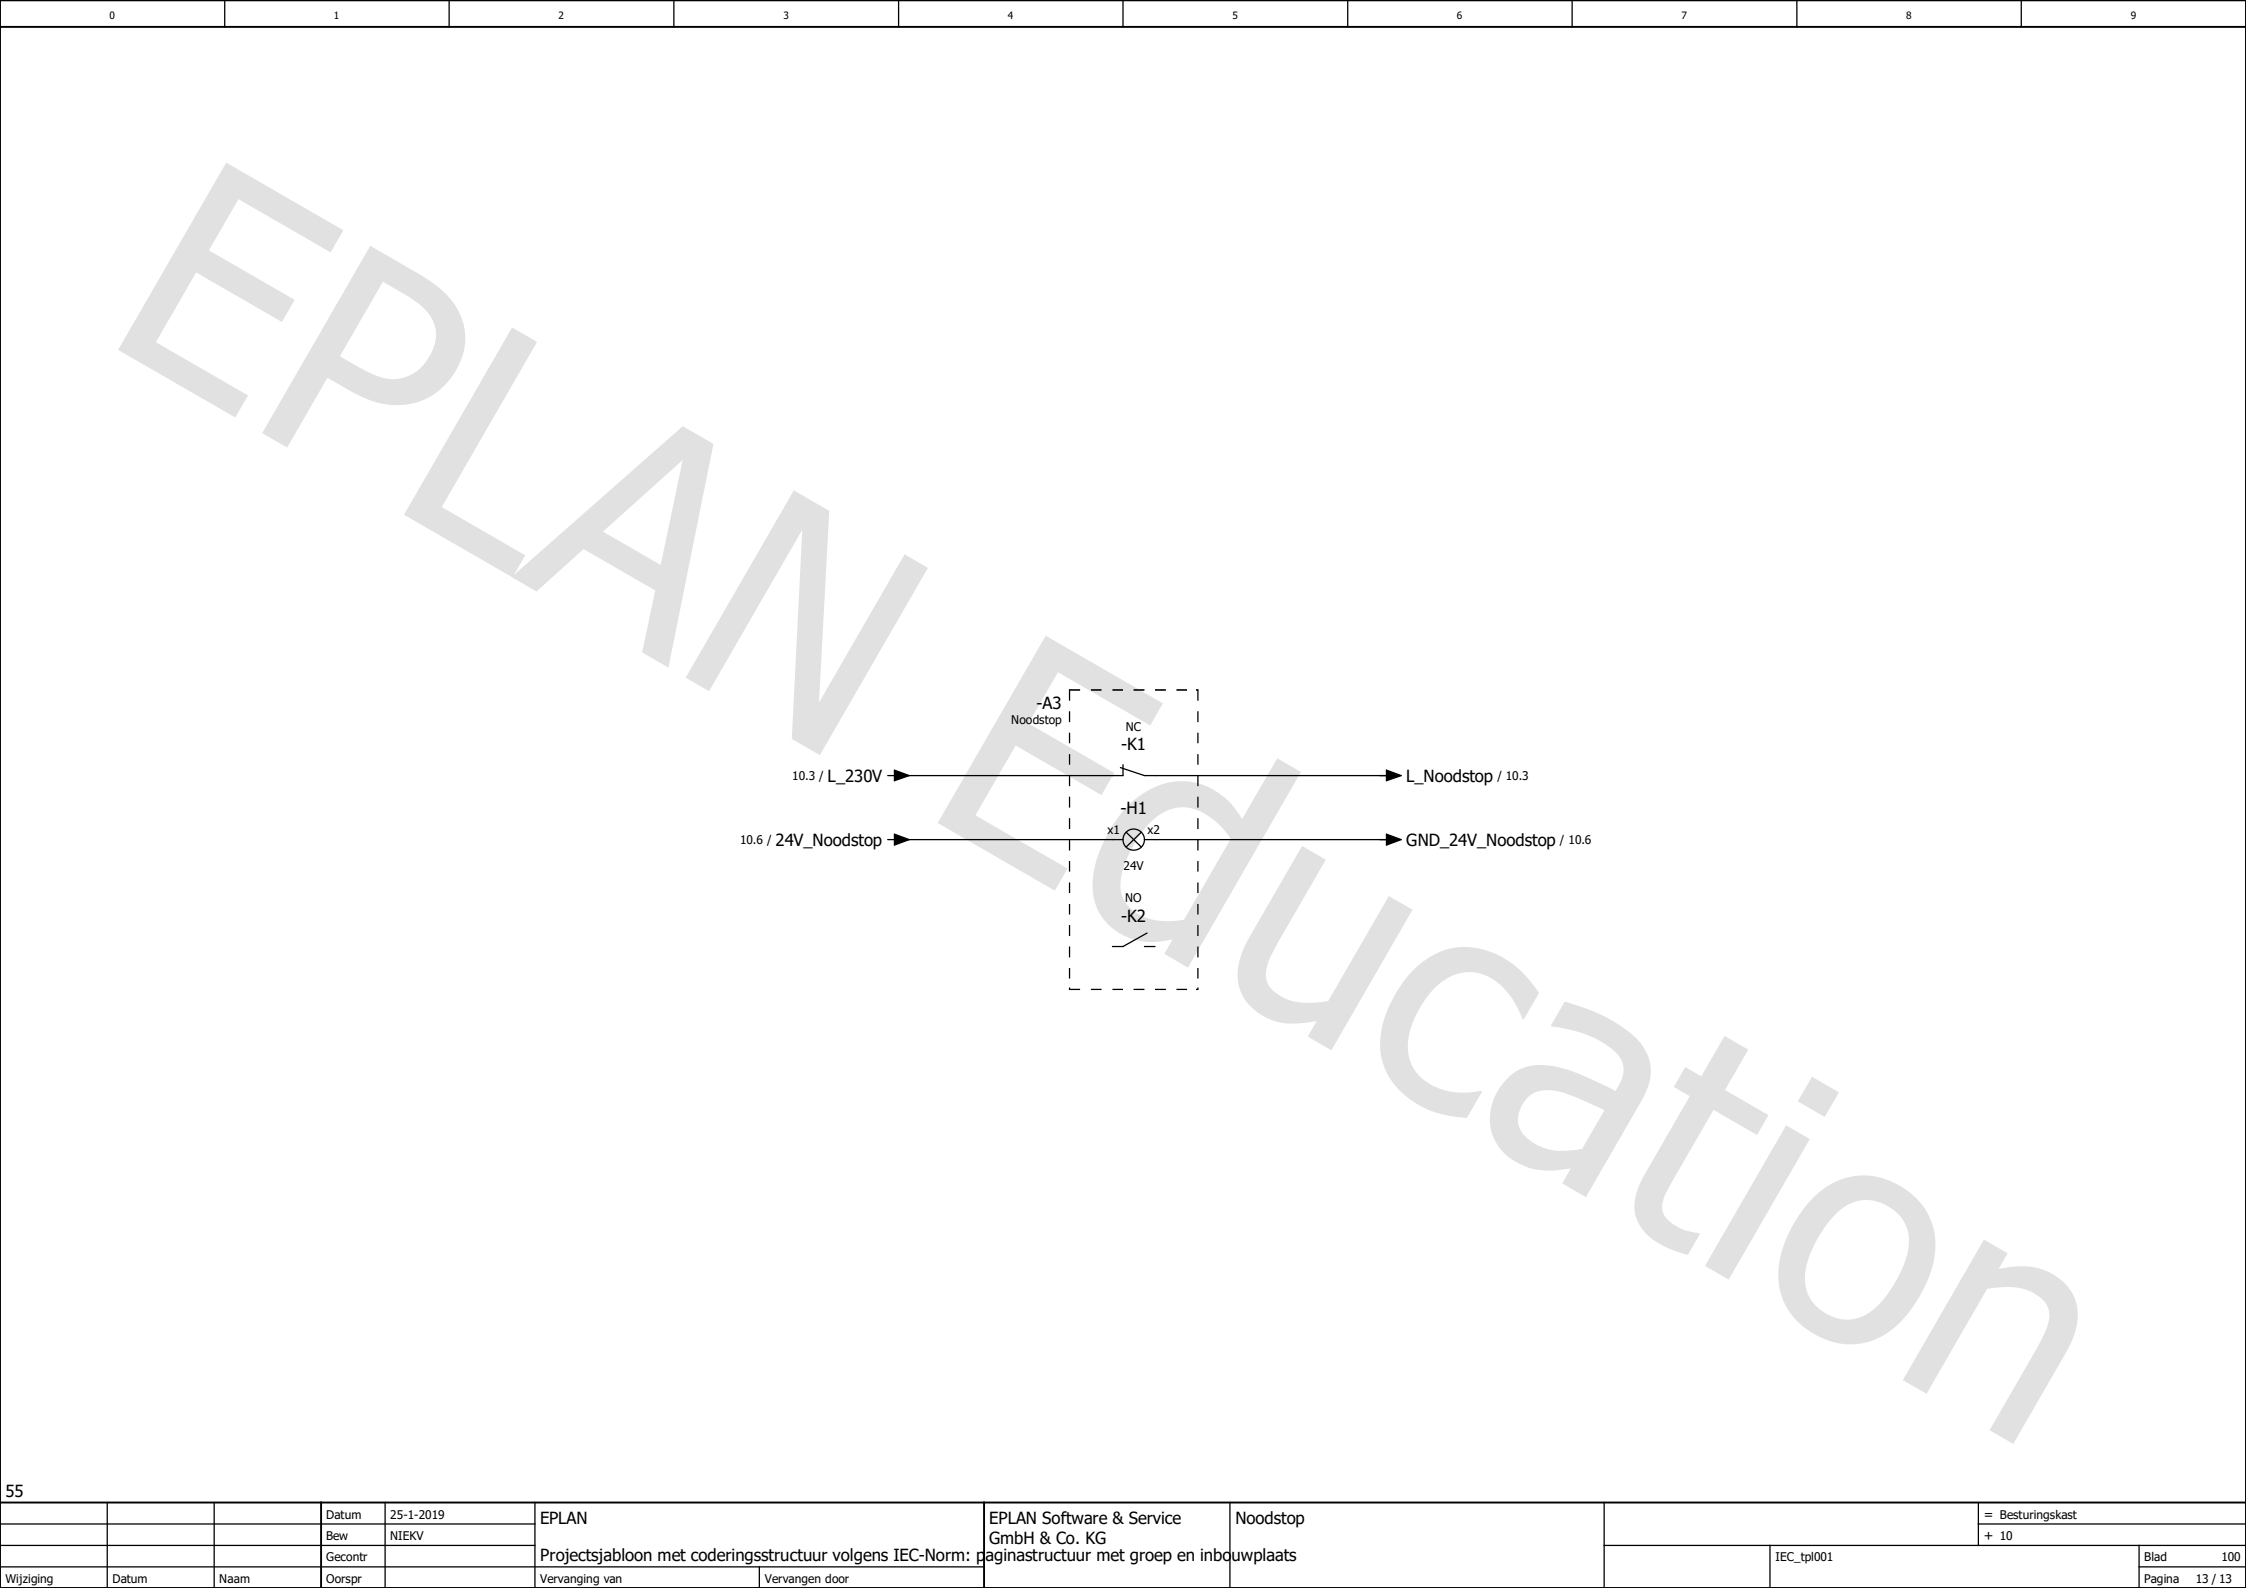 0 1 2 3 4 5 6 7 8 9
EPLAN Education
-A3
Noodstop
NC
-K1
10.3 / L_230V
L_Noodstop / 10.3
-H1
x1 x2
10.6 / 24V_Noodstop
GND_24V_Noodstop / 10.6
24V
NO
-K2
55
Datum 25-1-2019
Bew NIEKV
Gecontr
Wijziging Datum Naam Oorspr
EPLAN
Projectsjabloon met coderingsstructuur volgens IEC-Norm: paginastructuur met groep en inbouwplaats
Vervanging van Vervangen door
EPLAN Software & Service
GmbH & Co. KG
Noodstop
= Besturingskast
+ 10
IEC_tpl001
Blad 100
Pagina 13 / 13